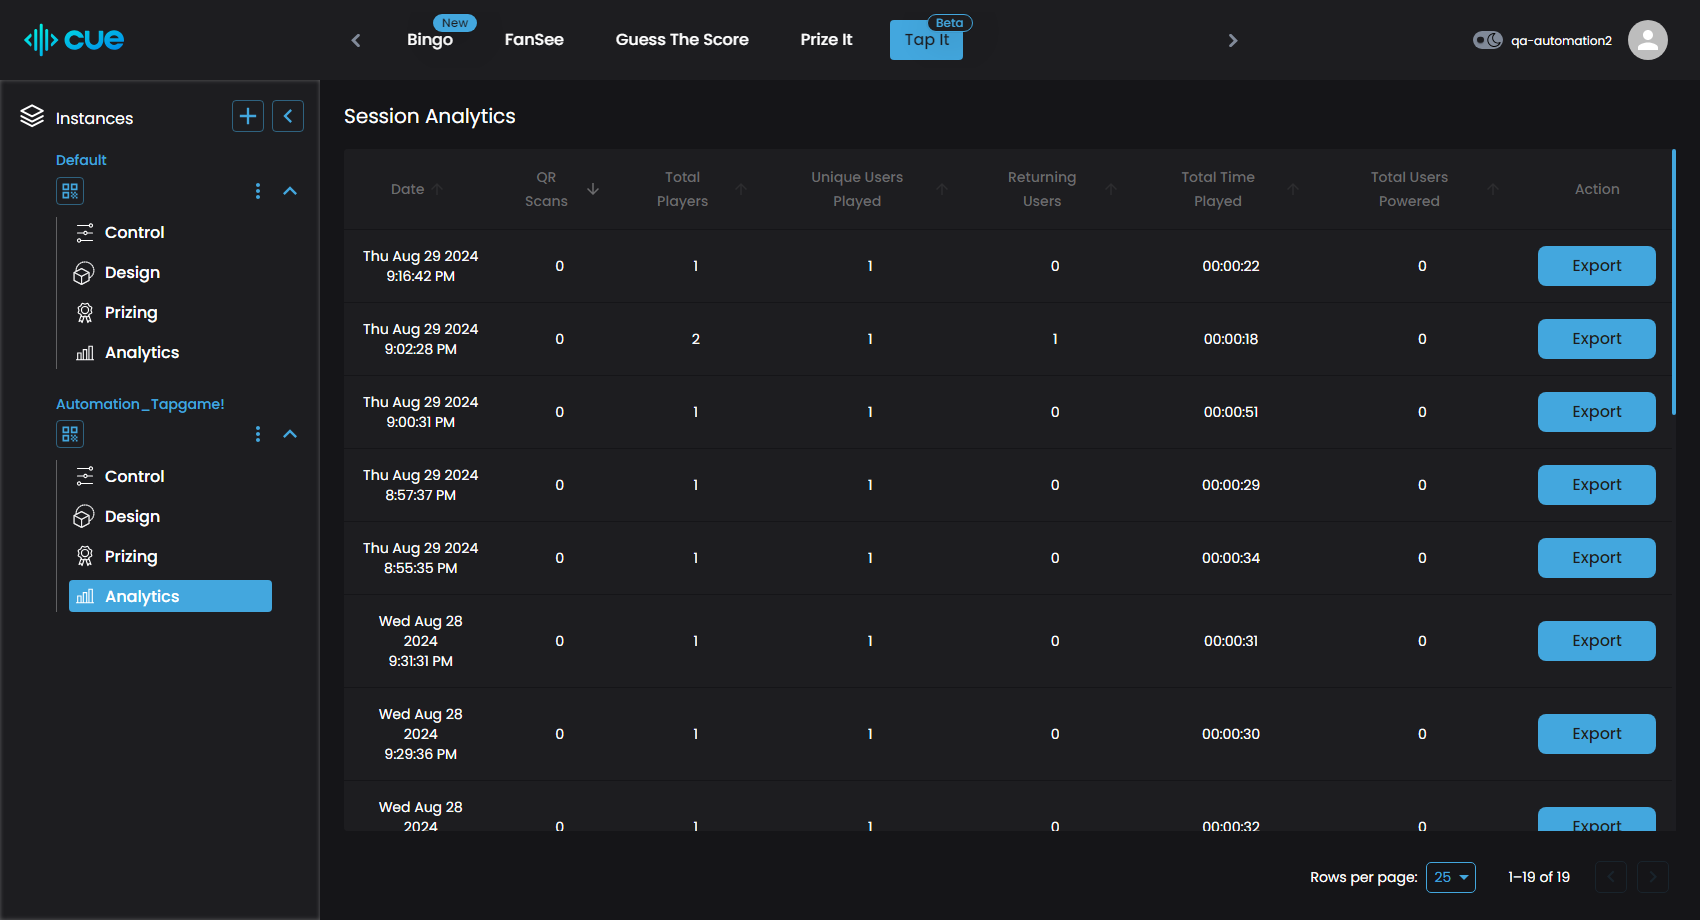 cue
New
Bingo
FanSee
Guess The Score
Prize It
Beta
Tap It
qa-automation2
Instances
Default
Control
Design
Prizing
Analytics
Automation_Tapgame!
Control
Design
Prizing
Analytics
Session Analytics
Date
QR Scans
Total Players
Unique Users Played
Returning Users
Total Time Played
Total Users Powered
Action
Thu Aug 29 2024
9:16:42 PM
0
1
1
0
00:00:22
0
Export
Thu Aug 29 2024
9:02:28 PM
0
2
1
1
00:00:18
0
Export
Thu Aug 29 2024
9:00:31 PM
0
1
1
0
00:00:51
0
Export
Thu Aug 29 2024
8:57:37 PM
0
1
1
0
00:00:29
0
Export
Thu Aug 29 2024
8:55:35 PM
0
1
1
0
00:00:34
0
Export
Wed Aug 28
2024
9:31:31 PM
0
1
1
0
00:00:31
0
Export
Wed Aug 28
2024
9:29:36 PM
0
1
1
0
00:00:30
0
Export
Wed Aug 28
2024
0
1
1
0
00:00:32
0
Export
Rows per page:
25
1–19 of 19